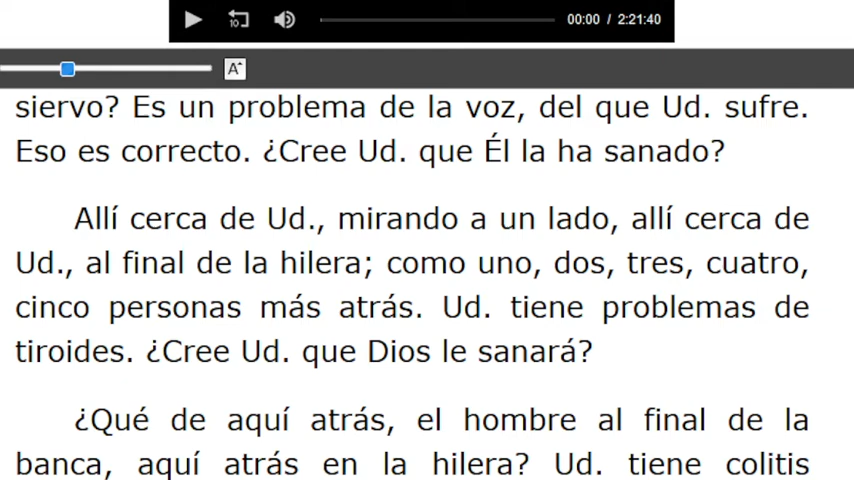 10
00:00 / 2:21:40
A
siervo? Es un problema de la voz, del que Ud. sufre.
Eso es correcto. ¿Cree Ud. que Él la ha sanado?
Allí cerca de Ud., mirando a un lado, allí cerca de
Ud., al final de la hilera; como uno, dos, tres, cuatro,
cinco personas más atrás. Ud. tiene problemas de
tiroides. ¿Cree Ud. que Dios le sanará?
¿Qué de aquí atrás, el hombre al final de la
banca, aquí atrás en la hilera? Ud. tiene colitis